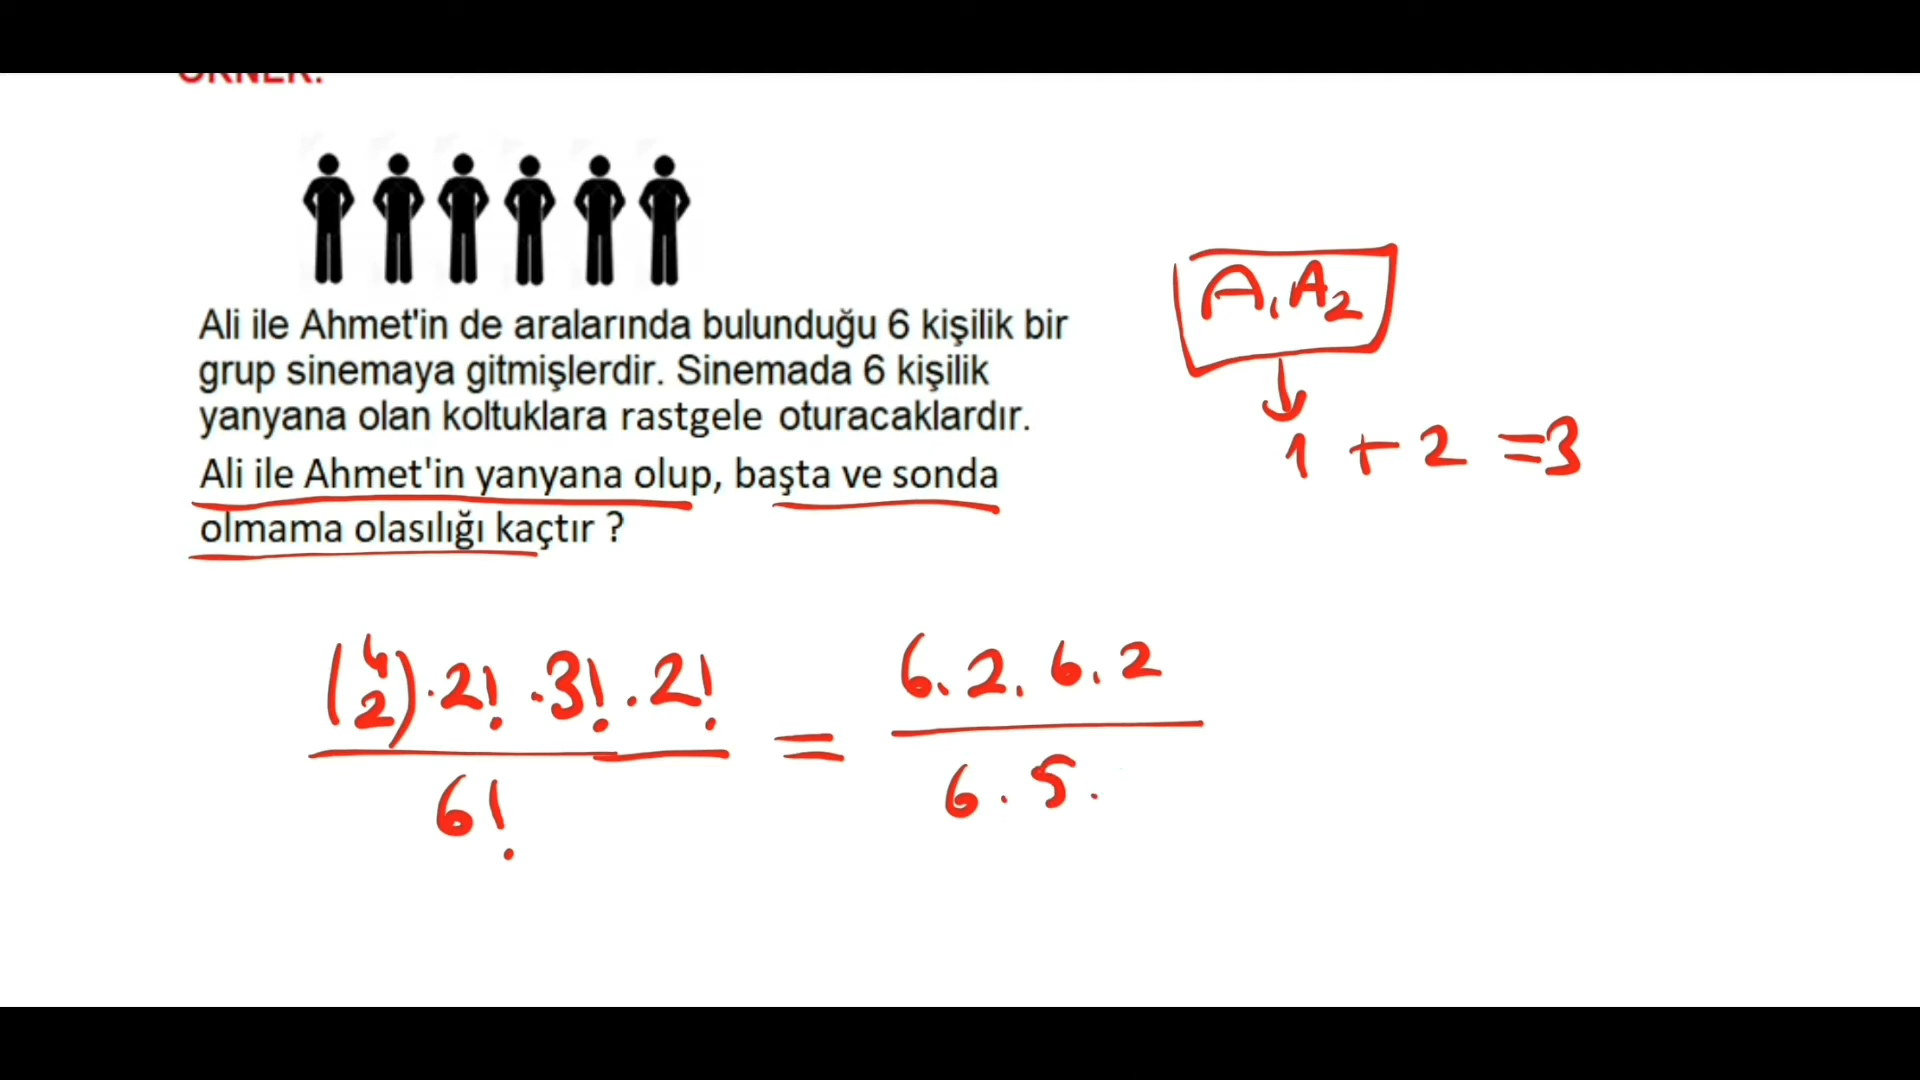 ÖRNEK:
Ali ile Ahmet'in de aralarında bulunduğu 6 kişilik bir
grup sinemaya gitmişlerdir. Sinemada 6 kişilik
yanyana olan koltuklara rastgele oturacaklardır.
Ali ile Ahmet'in yanyana olup, başta ve sonda
olmama olasılığı kaçtır ?
A₁A₂
1 + 2 = 3
(4 2) . 2! . 3! . 2! / 6! = 6.2.6.2 / 6.5.